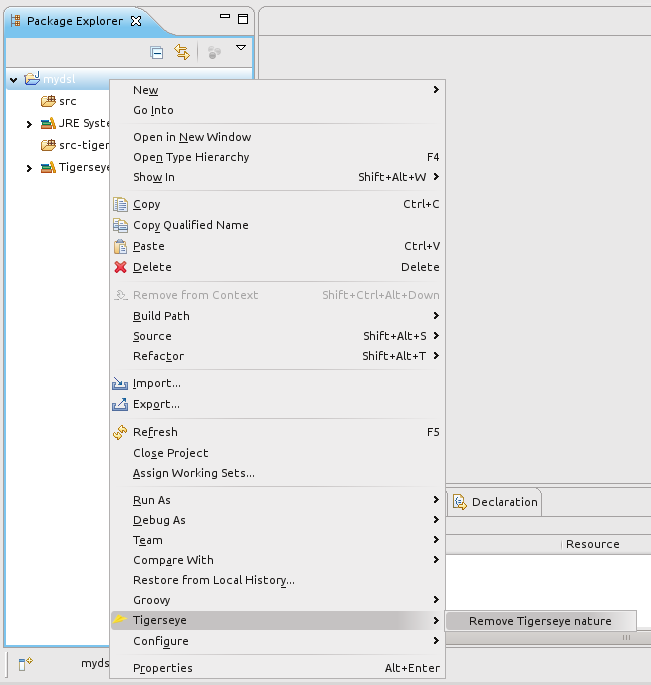 Package Explorer
mydsl
src
JRE Syste
src-tiger
Tigerseye
New
Go Into
Open in New Window
Open Type Hierarchy F4
Show In Shift+Alt+W
Copy Ctrl+C
Copy Qualified Name
Paste Ctrl+V
Delete Delete
Remove from Context Shift+Ctrl+Alt+Down
Build Path
Source Shift+Alt+S
Refactor Shift+Alt+T
Import...
Export...
Refresh F5
Close Project
Assign Working Sets...
Run As
Debug As
Team
Compare With
Restore from Local History...
Groovy
Tigerseye
Configure
Properties Alt+Enter
Remove Tigerseye nature
Declaration
Resource
myds